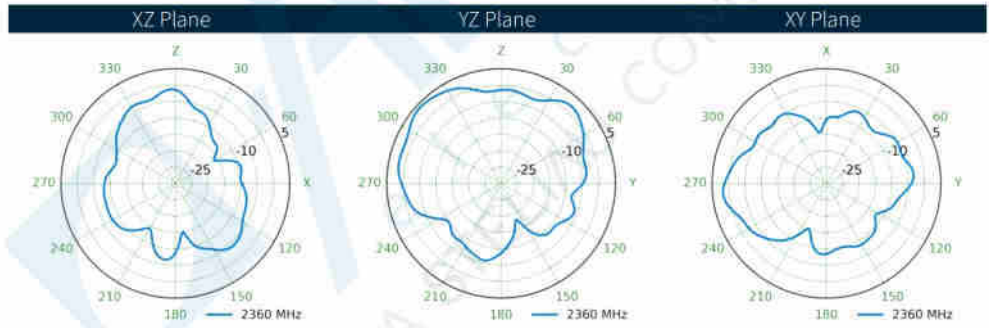 XZ Plane YZ Plane XY Plane
Z Z X
330 30 330 30 330 30
300 60 300 60 300 60
5 5 5
-10 -10 -10
-25 -25 -25
270 X 270 Y 270 Y
240 120 240 120 240 120
210 150 210 150 210 150
180 2360 MHz 180 2360 MHz 180 2360 MHz